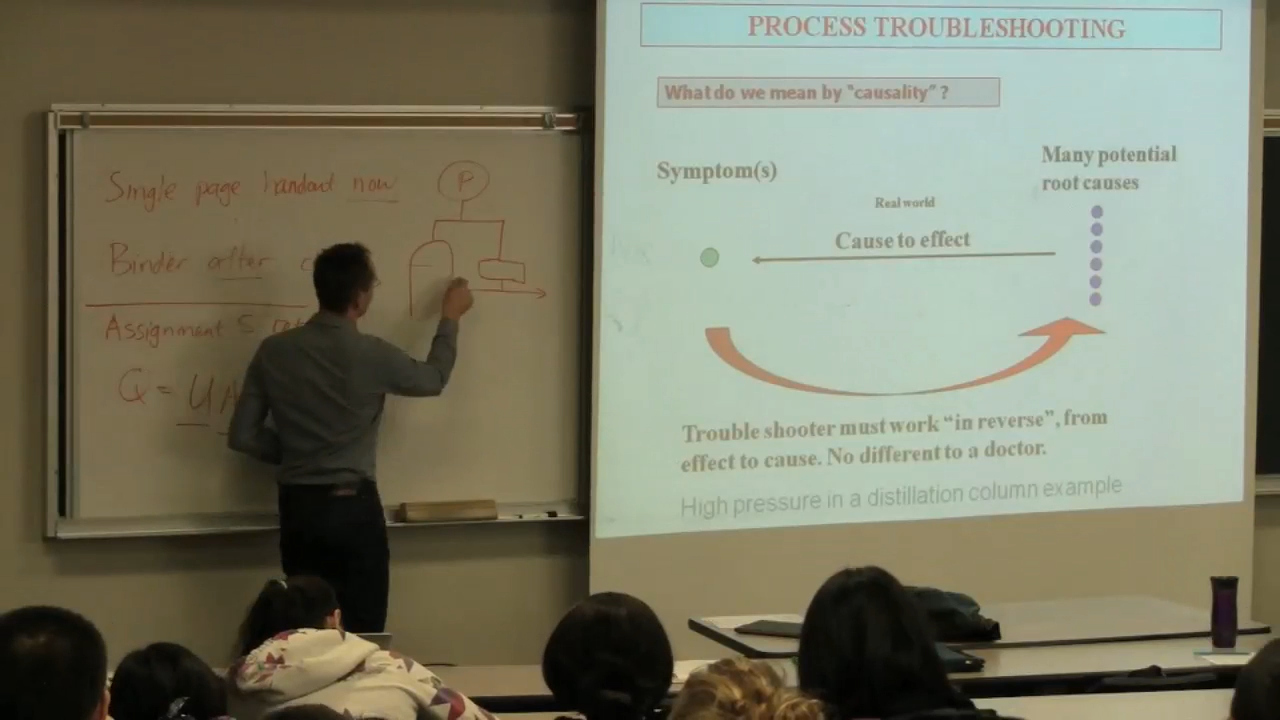 Single page handout now
P
Binder after
Assignment 5
Q = U A
PROCESS TROUBLESHOOTING
What do we mean by "causality" ?
Symptom(s)
Many potential
root causes
Real world
Cause to effect
Trouble shooter must work "in reverse", from
effect to cause. No different to a doctor.
High pressure in a distillation column example